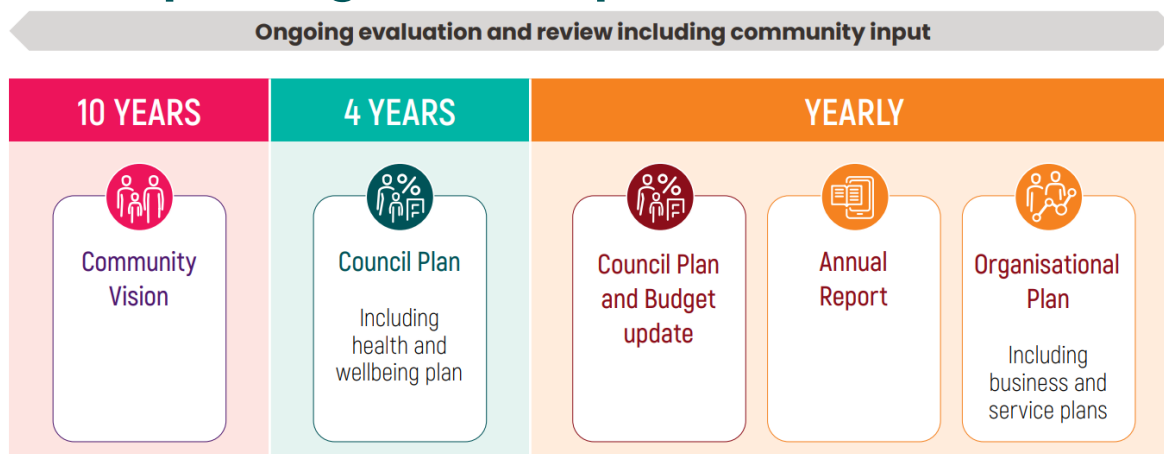 Ongoing evaluation and review including community input
10 YEARS
4 YEARS
YEARLY
Community
Vision
Council Plan
Including
health and
wellbeing plan
Council Plan
and Budget
update
Annual
Report
Organisational
Plan
Including
business and
service plans